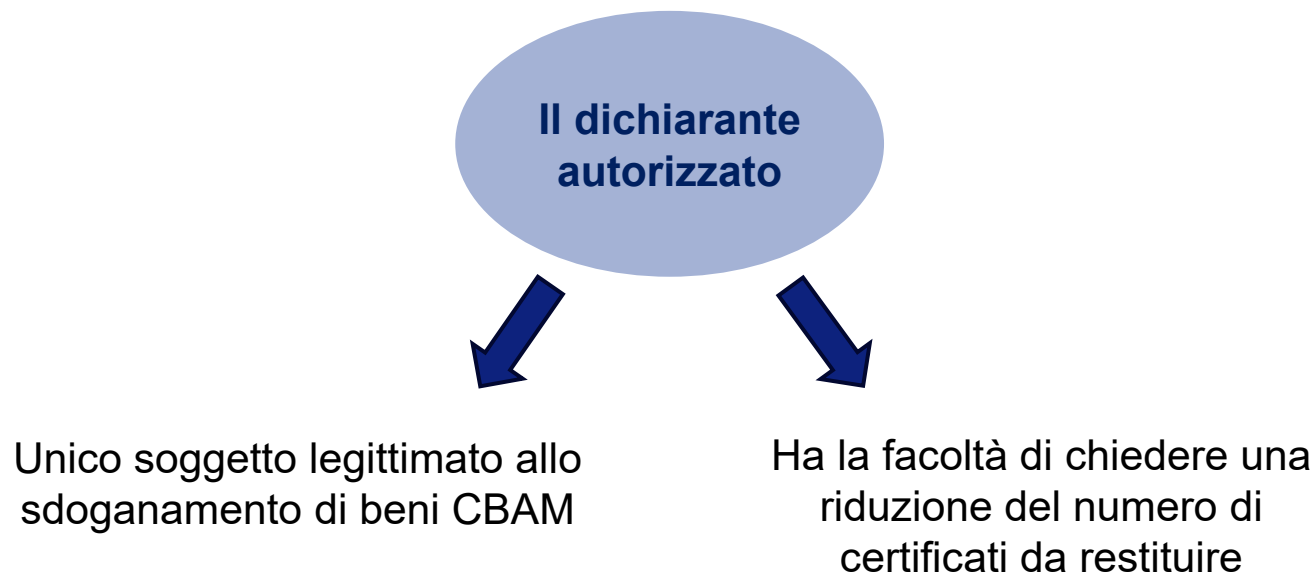 Il dichiarante
autorizzato
Unico soggetto legittimato allo
sdoganamento di beni CBAM
Ha la facoltà di chiedere una
riduzione del numero di
certificati da restituire